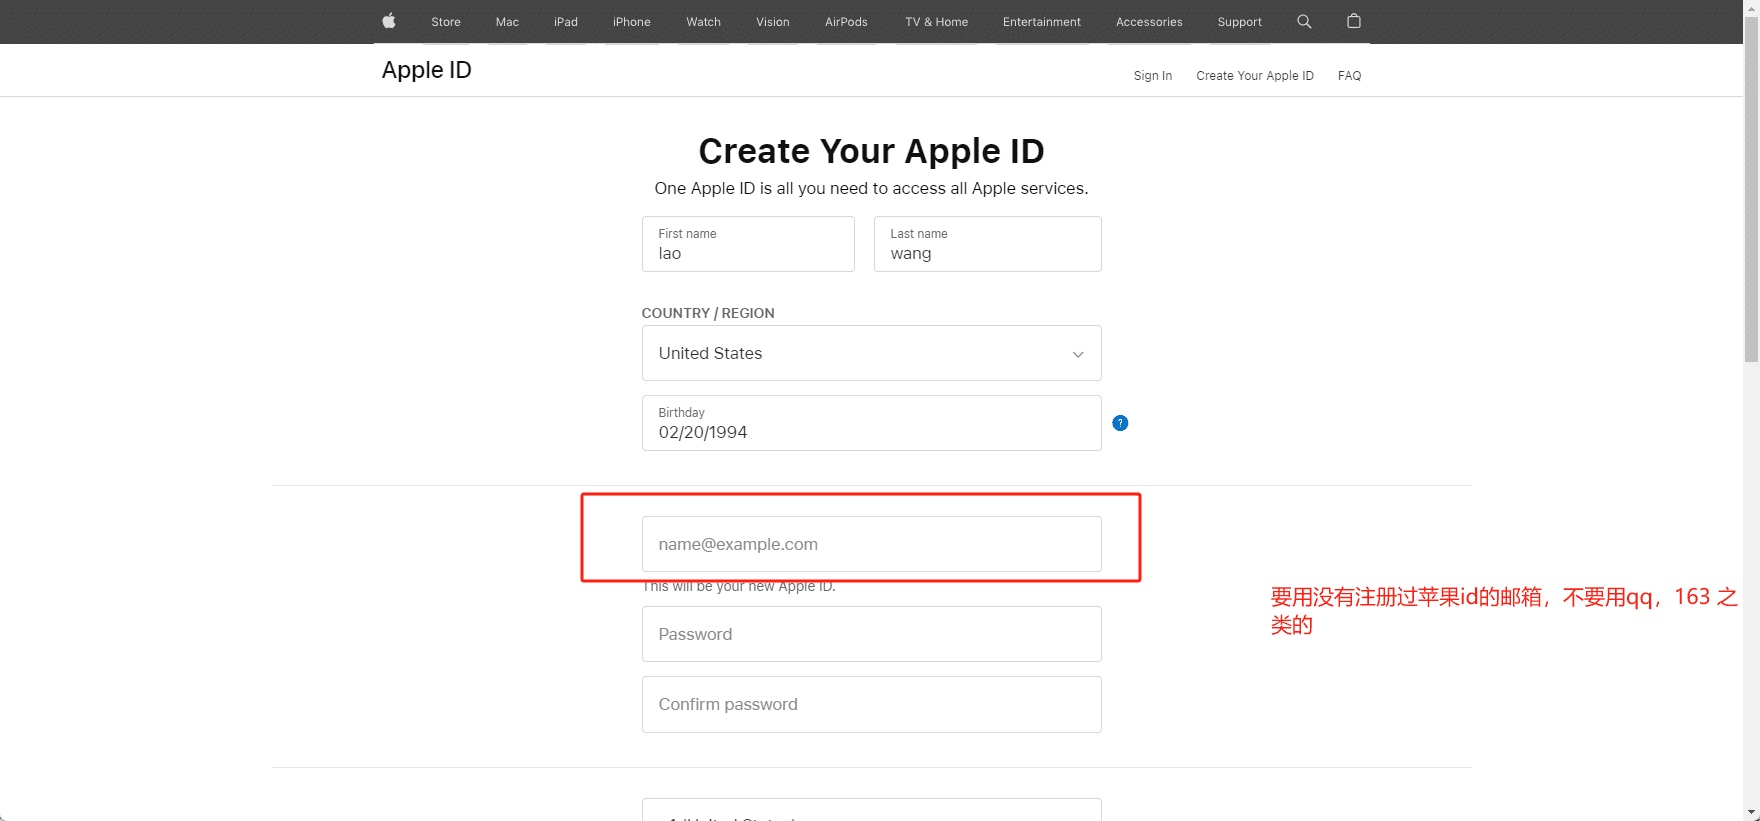 Store Mac iPad iPhone Watch Vision AirPods TV & Home Entertainment Accessories Support
Apple ID
Sign In Create Your Apple ID FAQ
Create Your Apple ID
One Apple ID is all you need to access all Apple services.
First name
lao
Last name
wang
COUNTRY / REGION
United States
Birthday
02/20/1994
?
name@example.com
This will be your new Apple ID.
要用没有注册过苹果id的邮箱，不要用qq，163 之
类的
Password
Confirm password